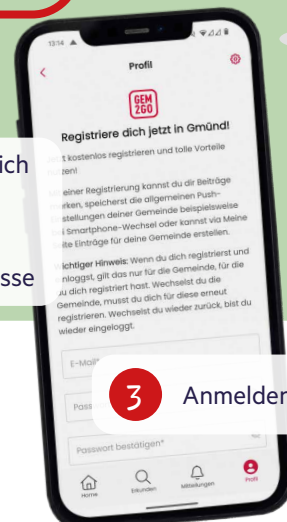 13:14
Profil
GEM
2GO
Registriere dich jetzt in Gmünd!
kostenlos registrieren und tolle Vorteile
einer Registrierung kannst du dir Beiträge
speicherst die allgemeinen Push-
deiner Gemeinde beispielsweise
Smartphone-Wechsel oder kannst via Meine
Einträge für deine Gemeinde erstellen.
Wichtiger Hinweis: Wenn du dich registrierst und
einloggst, gilt das nur für die Gemeinde, für die
du dich registriert hast. Wechselst du die
Gemeinde, musst du dich für diese erneut
registrieren. Wechselst du wieder zurück, bist du
wieder eingeloggt.
ich
sse
E-Mail*
3 Anmelden
Passwort bestätigen*
Home
Erkunden
Mitteilungen
Profil